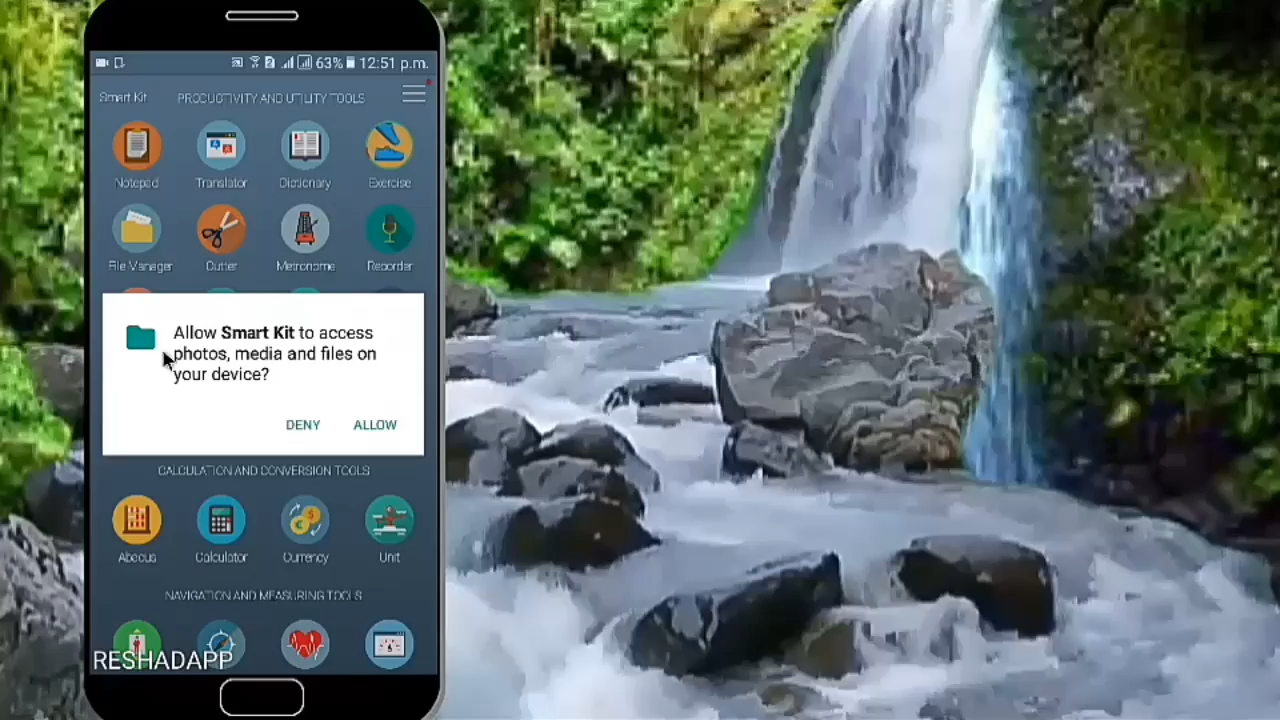 63% 12:51 p.m.
Smart Kit PRODUCTIVITY AND UTILITY TOOLS
Notepad Translator Dictionary Exercise
File Manager Cutter Metronome Recorder
Allow Smart Kit to access
photos, media and files on
your device?
DENY ALLOW
CALCULATION AND CONVERSION TOOLS
Abacus Calculator Currency Unit
NAVIGATION AND MEASURING TOOLS
RESHADAPP